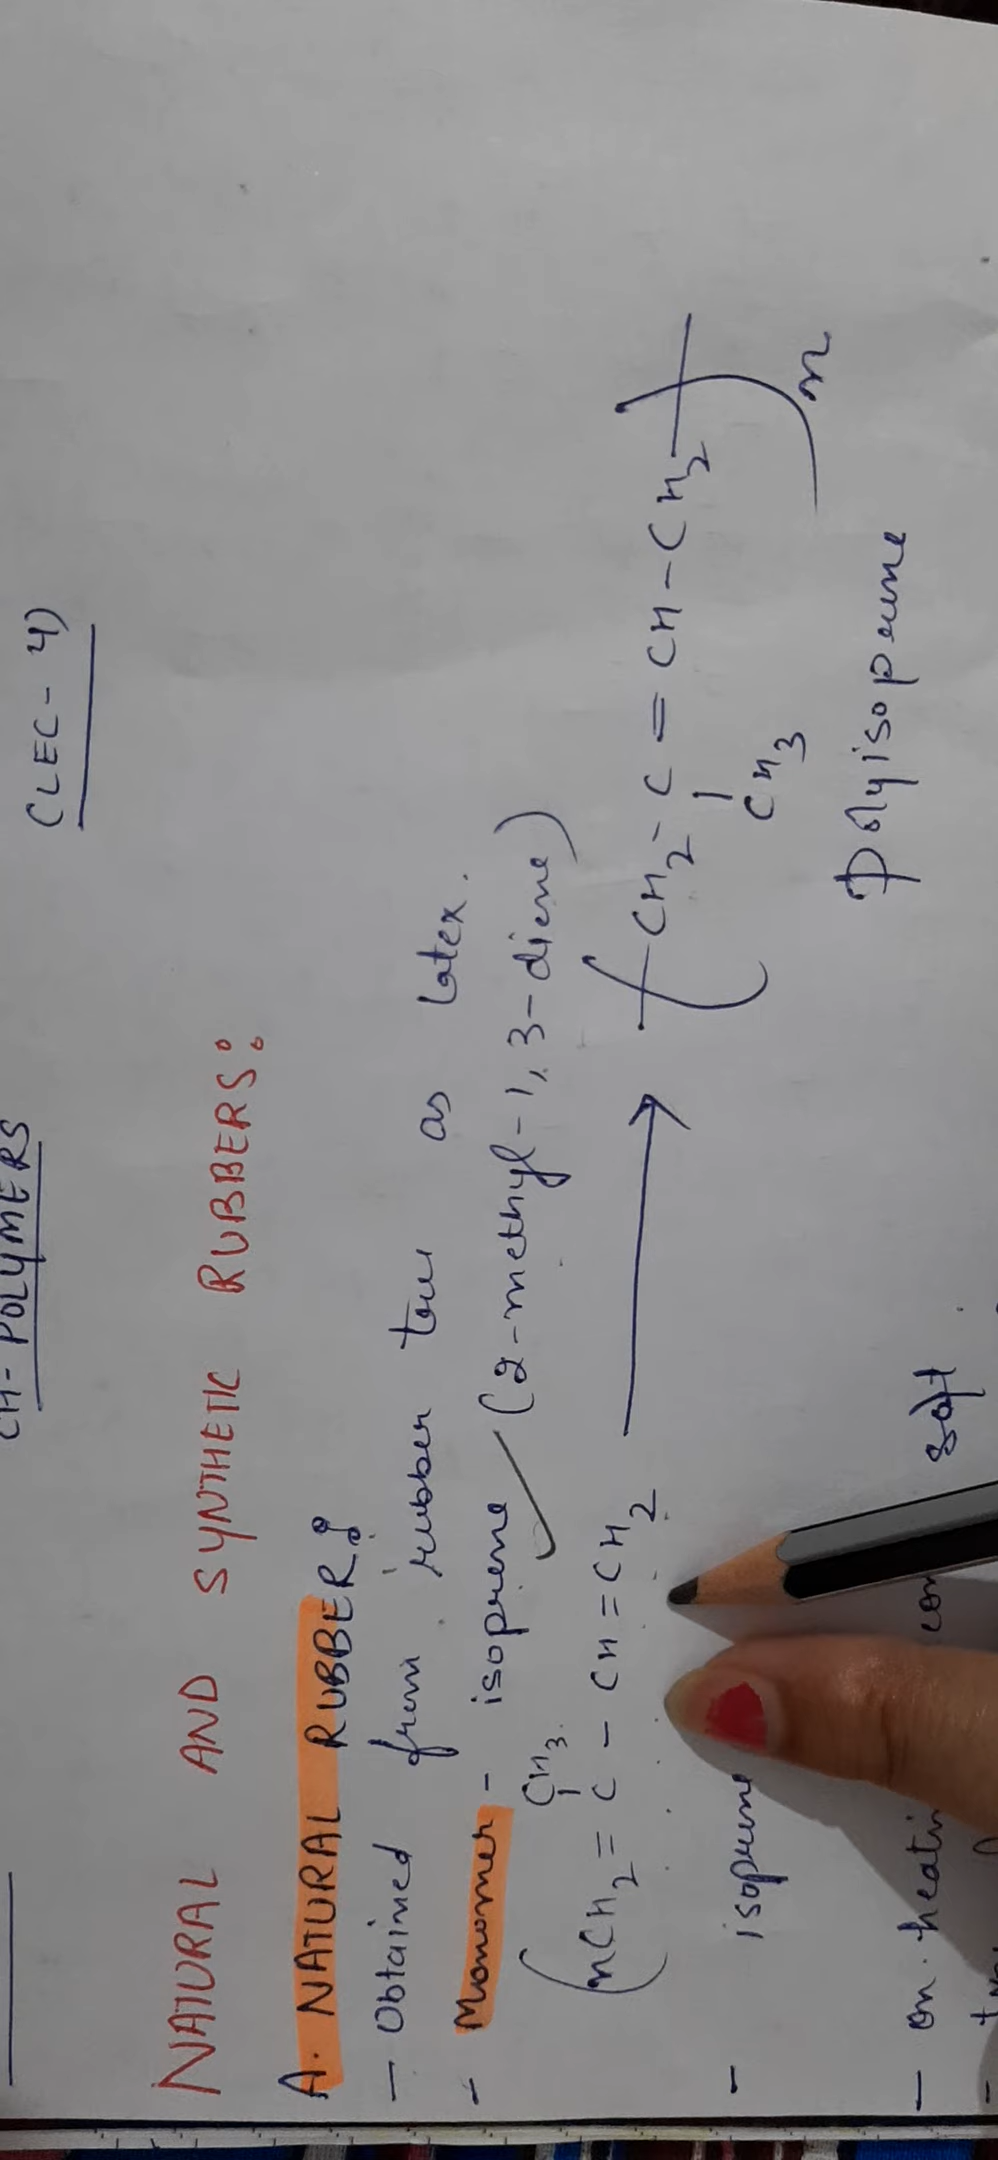 CH-POLYMERS
(LEC-4)
NATURAL AND SYNTHETIC RUBBERS:
A. NATURAL RUBBER:
- Obtained from rubber tree as latex.
- Monomer - isoprene (2-methyl-1,3-diene)
CH3
(nCH2=C-CH=CH2 → (CH2-C=CH-CH2)n
CH3
- isoprene polyisoprene
- on heating soft